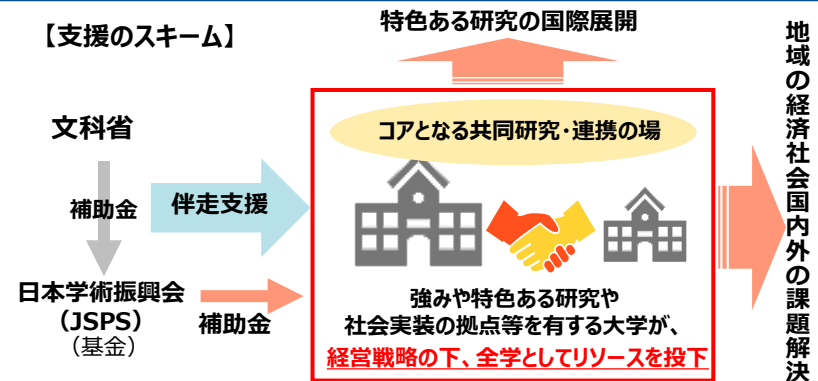 【支援のスキーム】
特色ある研究の国際展開
文科省
補助金
伴走支援
日本学術振興会
（JSPS）
（基金）
補助金
コアとなる共同研究・連携の場
強みや特色ある研究や
社会実装の拠点等を有する大学が、
経営戦略の下、全学としてリソースを投下
地域の経済社会国内外の課題解決